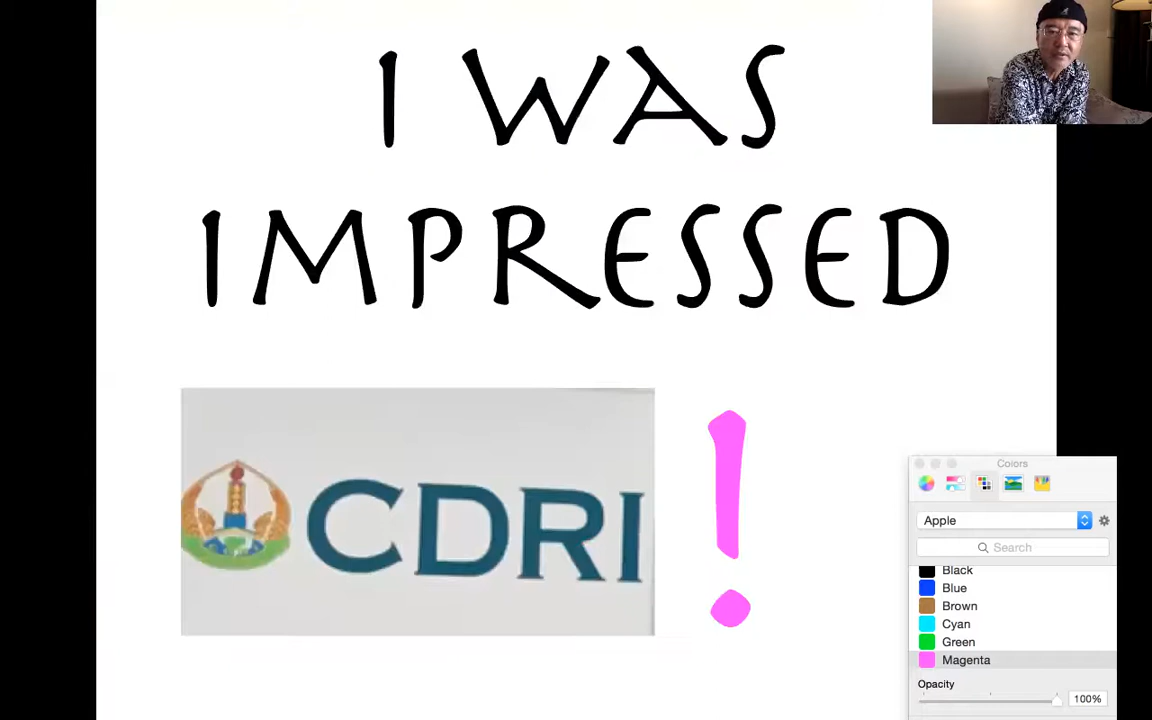 I WAS
IMPRESSED
CDRI
!
Colors
Apple
Search
Black
Blue
Brown
Cyan
Green
Magenta
Opacity
100%